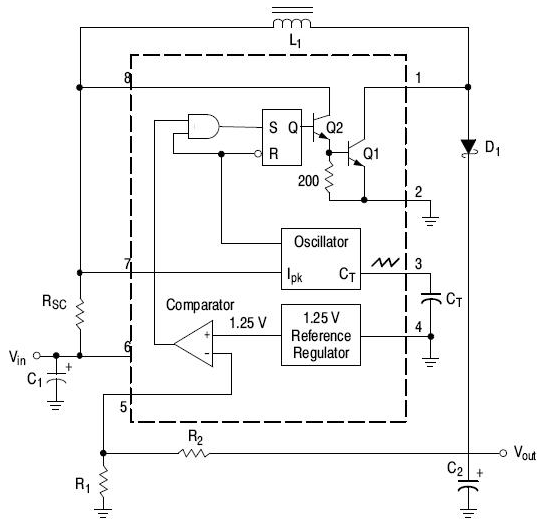 L1
8
1
S Q
Q2
R
Q1
D1
200
2
Oscillator
7
3
Ipk
CT
RSC
CT
Comparator
1.25 V
1.25 V
Reference
Regulator
4
+
-
6
Vin
C1
+
5
R2
Vout
R1
C2
+